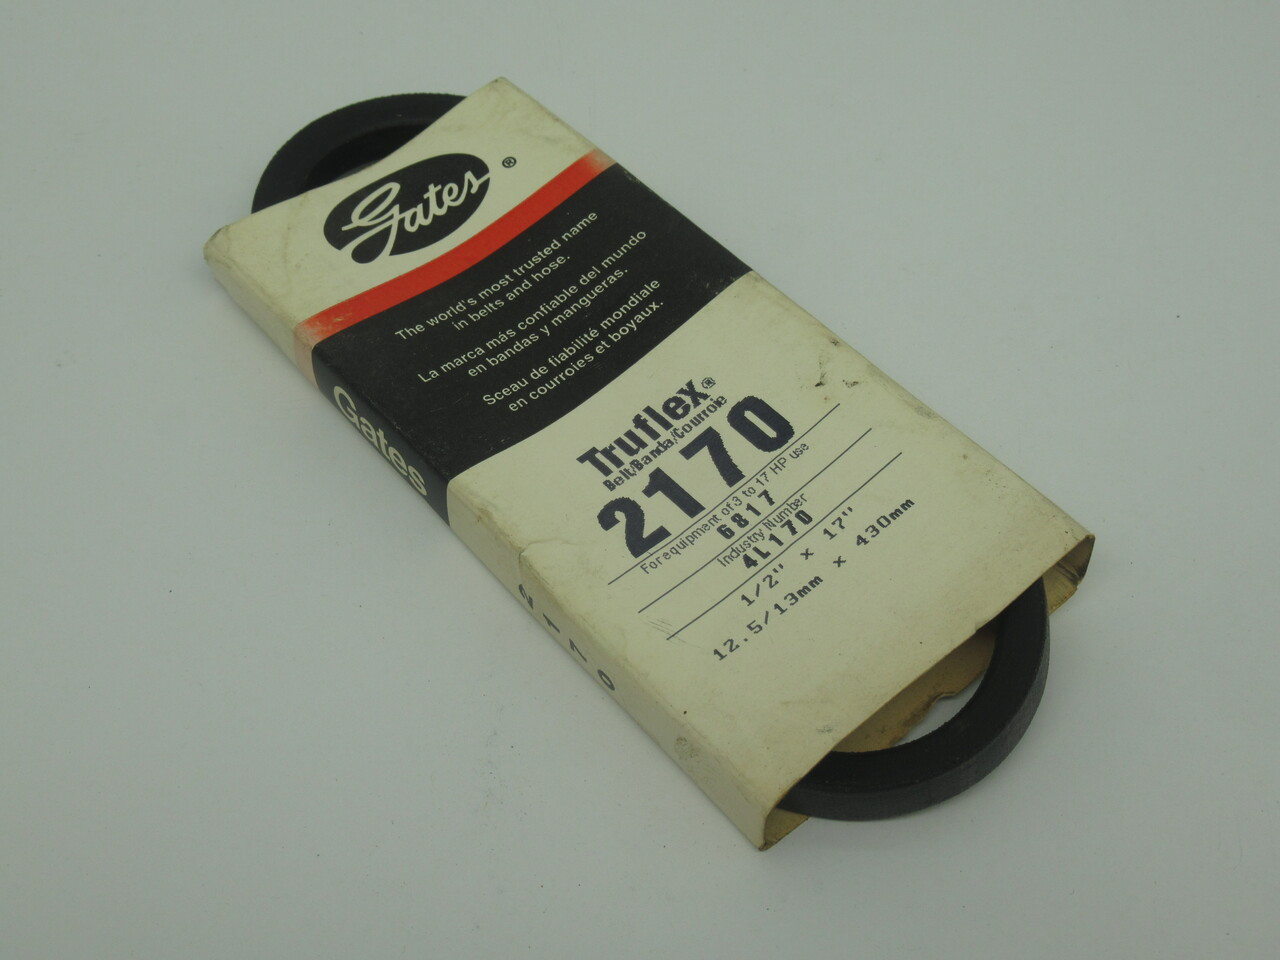 Gates ®
The world's most trusted name
in belts and hose.
La marca más confiable del mundo
en bandas y mangueras.
Sceau de fiabilité mondiale
en courroies et boyaux.
Truflex®
Belt/Banda/Courroie
2170
For equipment of .3 to 17 HP use
6817
Industry Number
4L170
1/2" x 17"
12.5/13mm x 430mm
Gates
2170